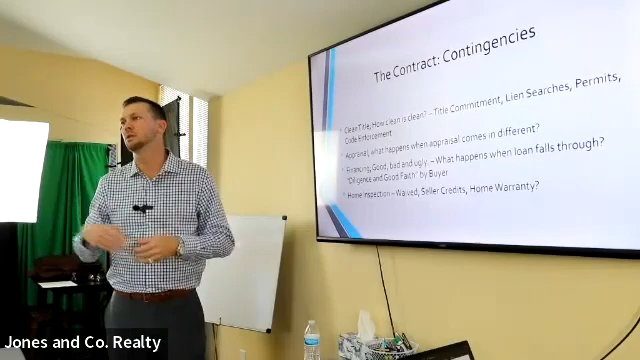 The Contract: Contingencies
Clean Title, How clean is clean? – Title Commitment, Lien Searches, Permits,
Code Enforcement
Appraisal, what happens when appraisal comes in different?
Financing, Good, bad and ugly. – What happens when loan falls through?
"Diligence and Good Faith" by Buyer
Home Inspection – Waived, Seller Credits, Home Warranty?
Jones and Co. Realty